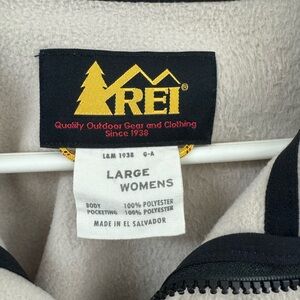 REI
Quality Outdoor Gear and Clothing
Since 1938
L&M 1938 G-A
LARGE
WOMENS
BODY 100% POLYESTER
POCKETING 100% POLYESTER
MADE IN EL SALVADOR